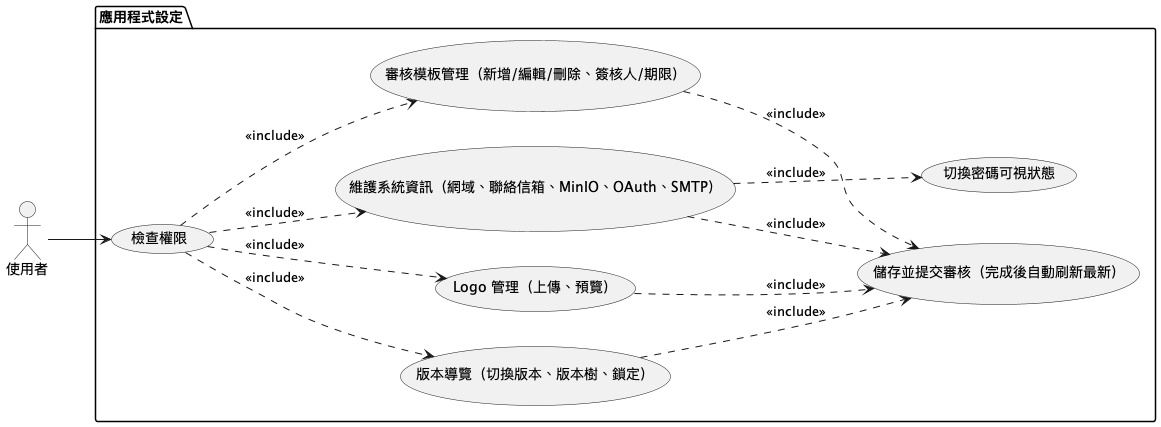 應用程式設定
審核模板管理（新增/編輯/刪除、簽核人/期限）
«include»
«include»
維護系統資訊（網域、聯絡信箱、MinIO、OAuth、SMTP）
«include»
切換密碼可視狀態
«include»
«include»
檢查權限
使用者
«include»
Logo 管理（上傳、預覽）
«include»
儲存並提交審核（完成後自動刷新最新）
«include»
«include»
版本導覽（切換版本、版本樹、鎖定）